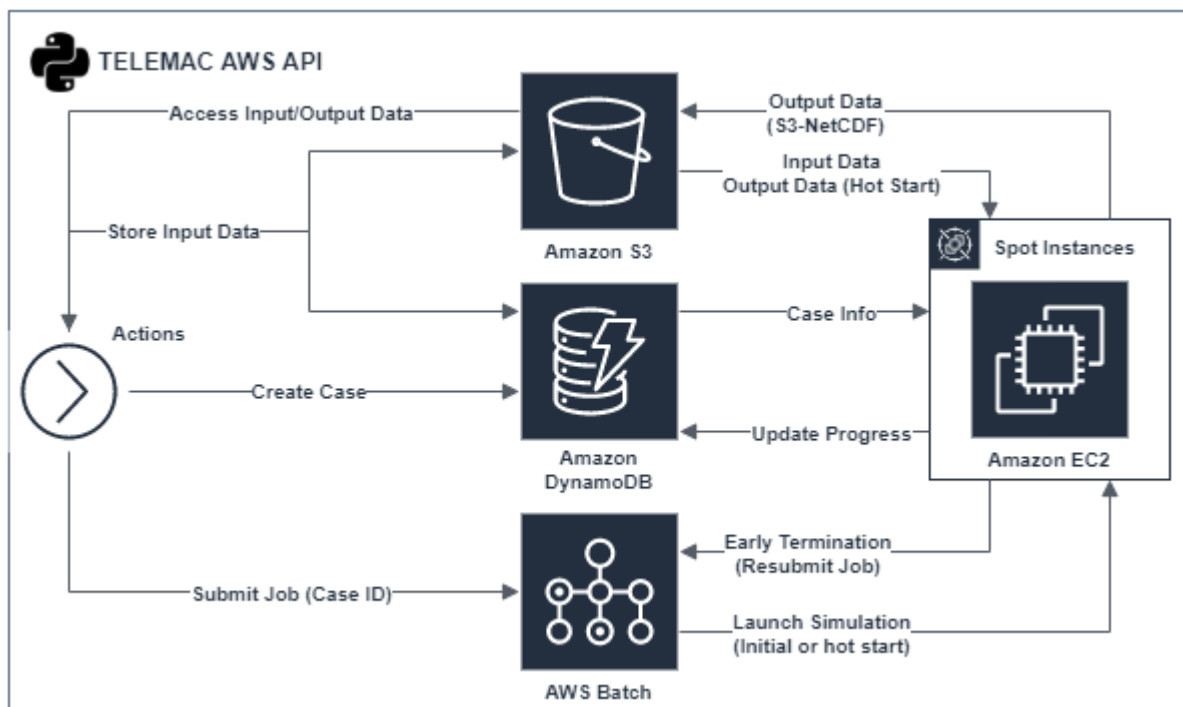 TELEMAC AWS API
Access Input/Output Data
Output Data
(S3-NetCDF)
Input Data
Output Data (Hot Start)
Store Input Data
Amazon S3
Spot Instances
Actions
Case Info
Create Case
Update Progress
Amazon
DynamoDB
Amazon EC2
Early Termination
(Resubmit Job)
Submit Job (Case ID)
Launch Simulation
(Initial or hot start)
AWS Batch